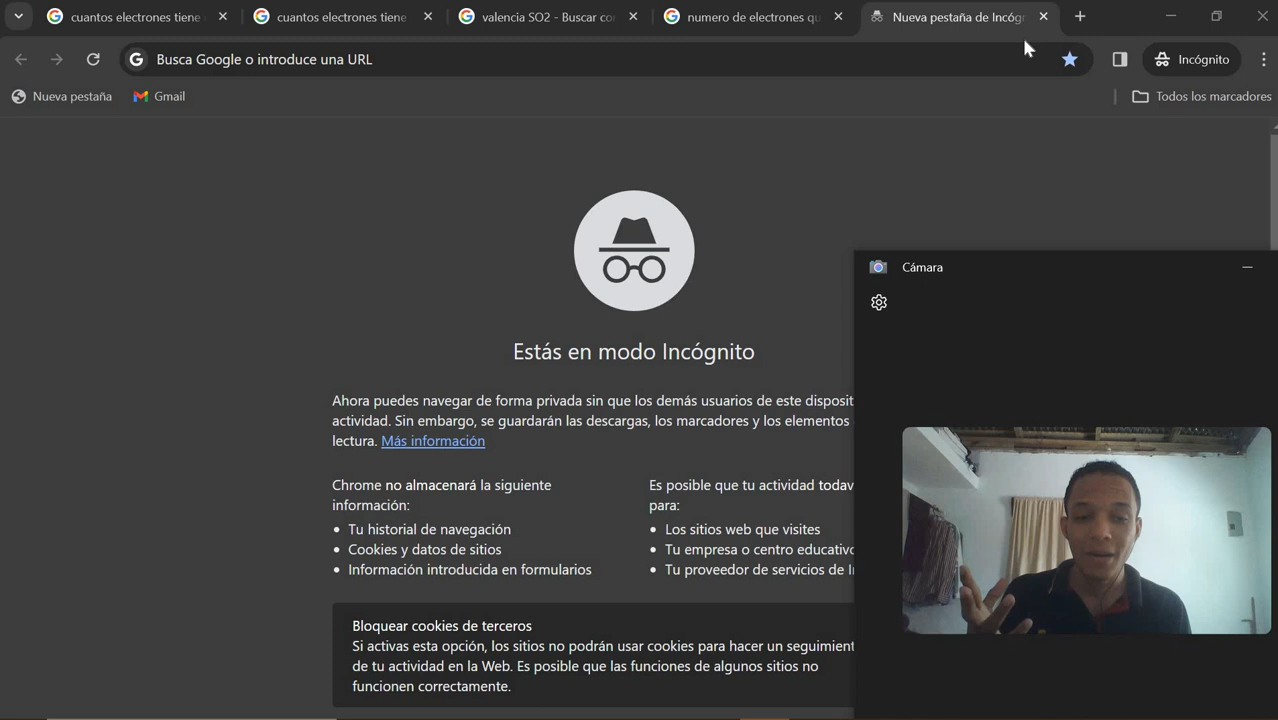 cuantos electrones tiene
cuantos electrones tiene
valencia SO2 - Buscar co
numero de electrones qu
Nueva pestaña de Incógn
Busca Google o introduce una URL
Incógnito
Nueva pestaña
Gmail
Todos los marcadores
Estás en modo Incógnito
Ahora puedes navegar de forma privada sin que los demás usuarios de este disposit
actividad. Sin embargo, se guardarán las descargas, los marcadores y los elementos
lectura. Más información
Chrome no almacenará la siguiente
información:
• Tu historial de navegación
• Cookies y datos de sitios
• Información introducida en formularios
Es posible que tu actividad todav
para:
• Los sitios web que visites
• Tu empresa o centro educativo
• Tu proveedor de servicios de I
Bloquear cookies de terceros
Si activas esta opción, los sitios no podrán usar cookies para hacer un seguimient
de tu actividad en la Web. Es posible que las funciones de algunos sitios no
funcionen correctamente.
Cámara